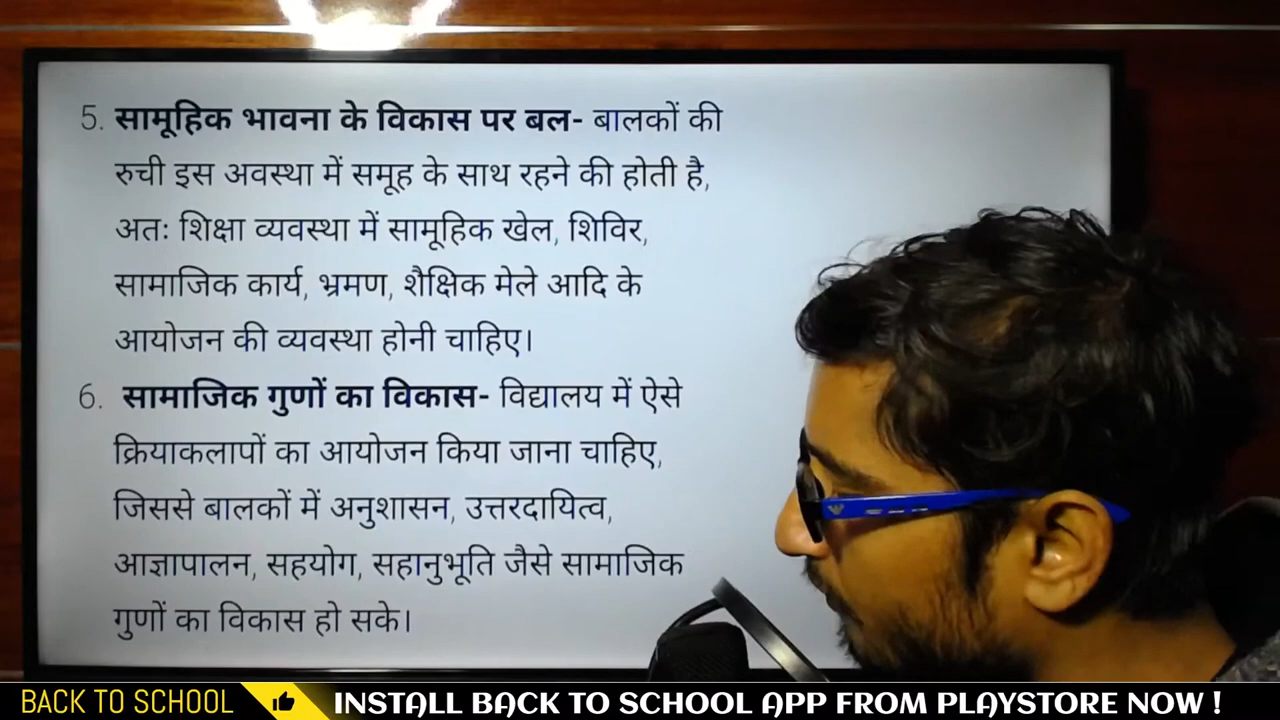 5. सामूहिक भावना के विकास पर बल- बालकों की
रुची इस अवस्था में समूह के साथ रहने की होती है,
अतः शिक्षा व्यवस्था में सामूहिक खेल, शिविर,
सामाजिक कार्य, भ्रमण, शैक्षिक मेले आदि के
आयोजन की व्यवस्था होनी चाहिए।
6. सामाजिक गुणों का विकास- विद्यालय में ऐसे
क्रियाकलापों का आयोजन किया जाना चाहिए,
जिससे बालकों में अनुशासन, उत्तरदायित्व,
आज्ञापालन, सहयोग, सहानुभूति जैसे सामाजिक
गुणों का विकास हो सके।
BACK TO SCHOOL INSTALL BACK TO SCHOOL APP FROM PLAYSTORE NOW !